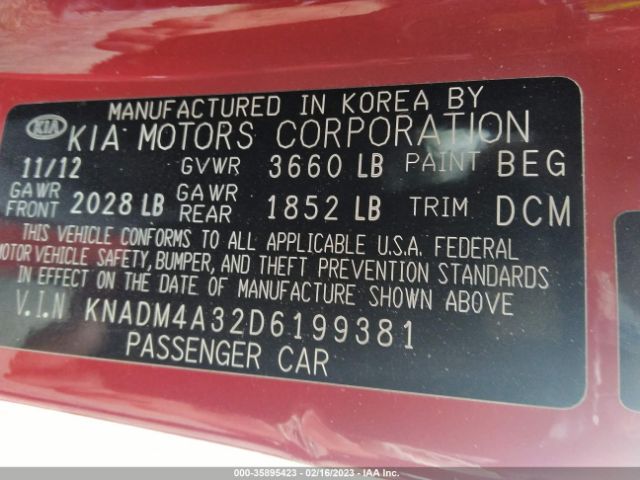 MANUFACTURED IN KOREA BY
KIA KIA MOTORS CORPORATION
11/12 GVWR 3660 LB PAINT BEG
GAWR FRONT 2028 LB GAWR REAR 1852 LB TRIM DCM
THIS VEHICLE CONFORMS TO ALL APPLICABLE U.S.A. FEDERAL
MOTOR VEHICLE SAFETY, BUMPER, AND THEFT PREVENTION STANDARDS
IN EFFECT ON THE DATE OF MANUFACTURE SHOWN ABOVE
V.I.N KNADM4A32D6199381
PASSENGER CAR
000-35895423 - 02/16/2023 - IAA Inc.